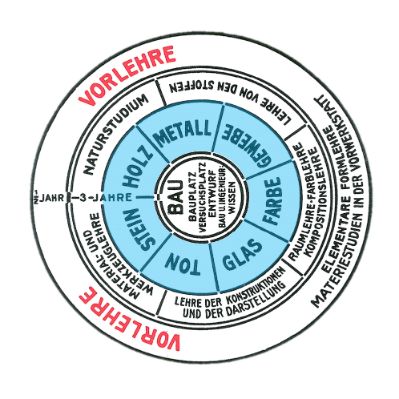 VORLEHRE
ELEMENTARE FORMLEHRE
MATERIESTUDIEN IN DER VORWERKSTATT
VORLEHRE
½ JAHR
3 JAHRE
NATURSTUDIUM
LEHRE VON DEN STOFFEN
RAUMLEHRE-FARBLEHRE
KOMPOSITIONSLEHRE
LEHRE DER KONSTRUKTIONEN
UND DER DARSTELLUNG
MATERIAL-UND
WERKZEUGLEHRE
HOLZ
METALL
GEWEBE
FARBE
GLAS
TON
STEIN
BAU
BAUPLATZ
VERSUCHSPLATZ
ENTWURF
BAU U. INGENIEUR-
WISSEN